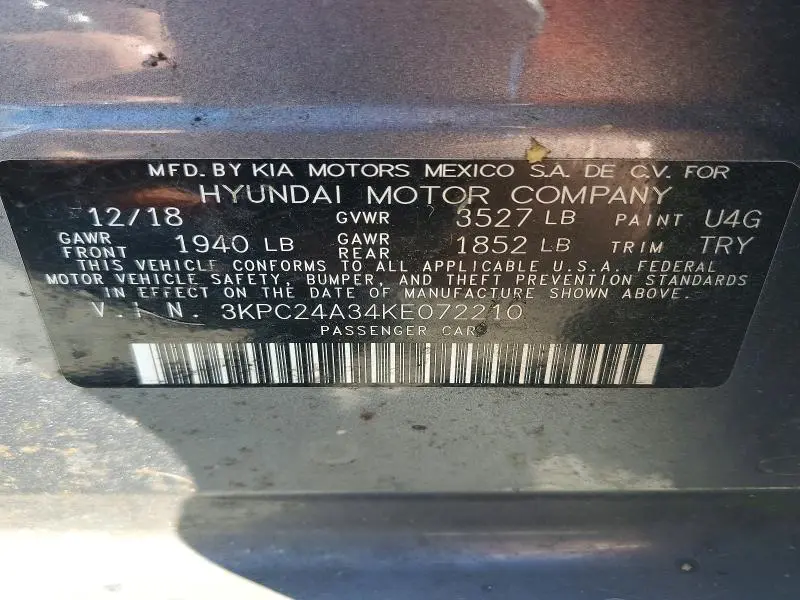 MFD. BY KIA MOTORS MEXICO S.A. DE C.V. FOR
HYUNDAI MOTOR COMPANY
12/18 GVWR 3527 LB PAINT U4G
GAWR FRONT 1940 LB GAWR REAR 1852 LB TRIM TRY
THIS VEHICLE CONFORMS TO ALL APPLICABLE U.S.A. FEDERAL
MOTOR VEHICLE SAFETY, BUMPER, AND THEFT PREVENTION STANDARDS
IN EFFECT ON THE DATE OF MANUFACTURE SHOWN ABOVE.
V. I. N. 3KPC24A34KE072210
PASSENGER CAR